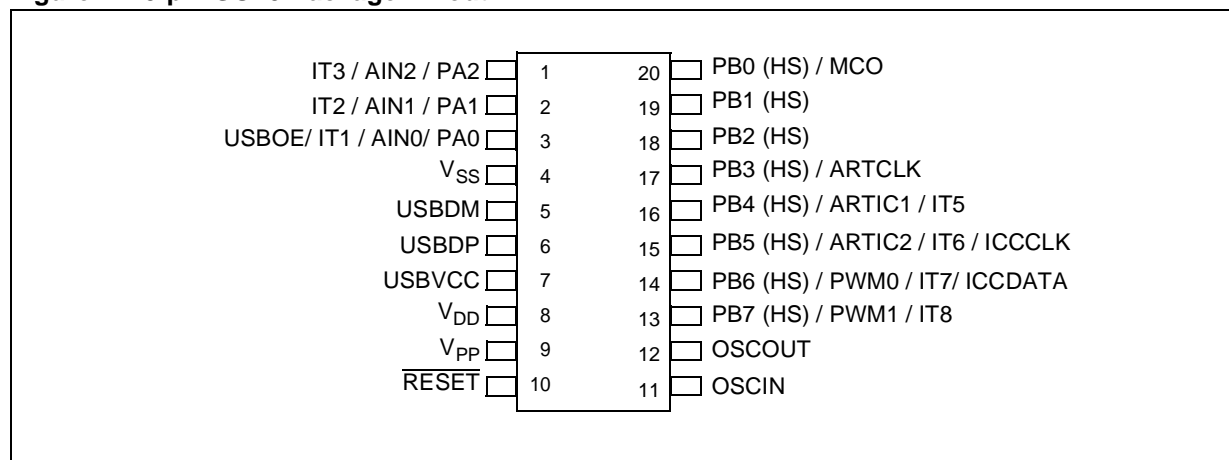 IT3 / AIN2 / PA2 1 20 PB0 (HS) / MCO
IT2 / AIN1 / PA1 2 19 PB1 (HS)
USBOE/ IT1 / AIN0/ PA0 3 18 PB2 (HS)
VSS 4 17 PB3 (HS) / ARTCLK
USBDM 5 16 PB4 (HS) / ARTIC1 / IT5
USBDP 6 15 PB5 (HS) / ARTIC2 / IT6 / ICCCLK
USBVCC 7 14 PB6 (HS) / PWM0 / IT7/ ICCDATA
VDD 8 13 PB7 (HS) / PWM1 / IT8
VPP 9 12 OSCOUT
RESET 10 11 OSCIN